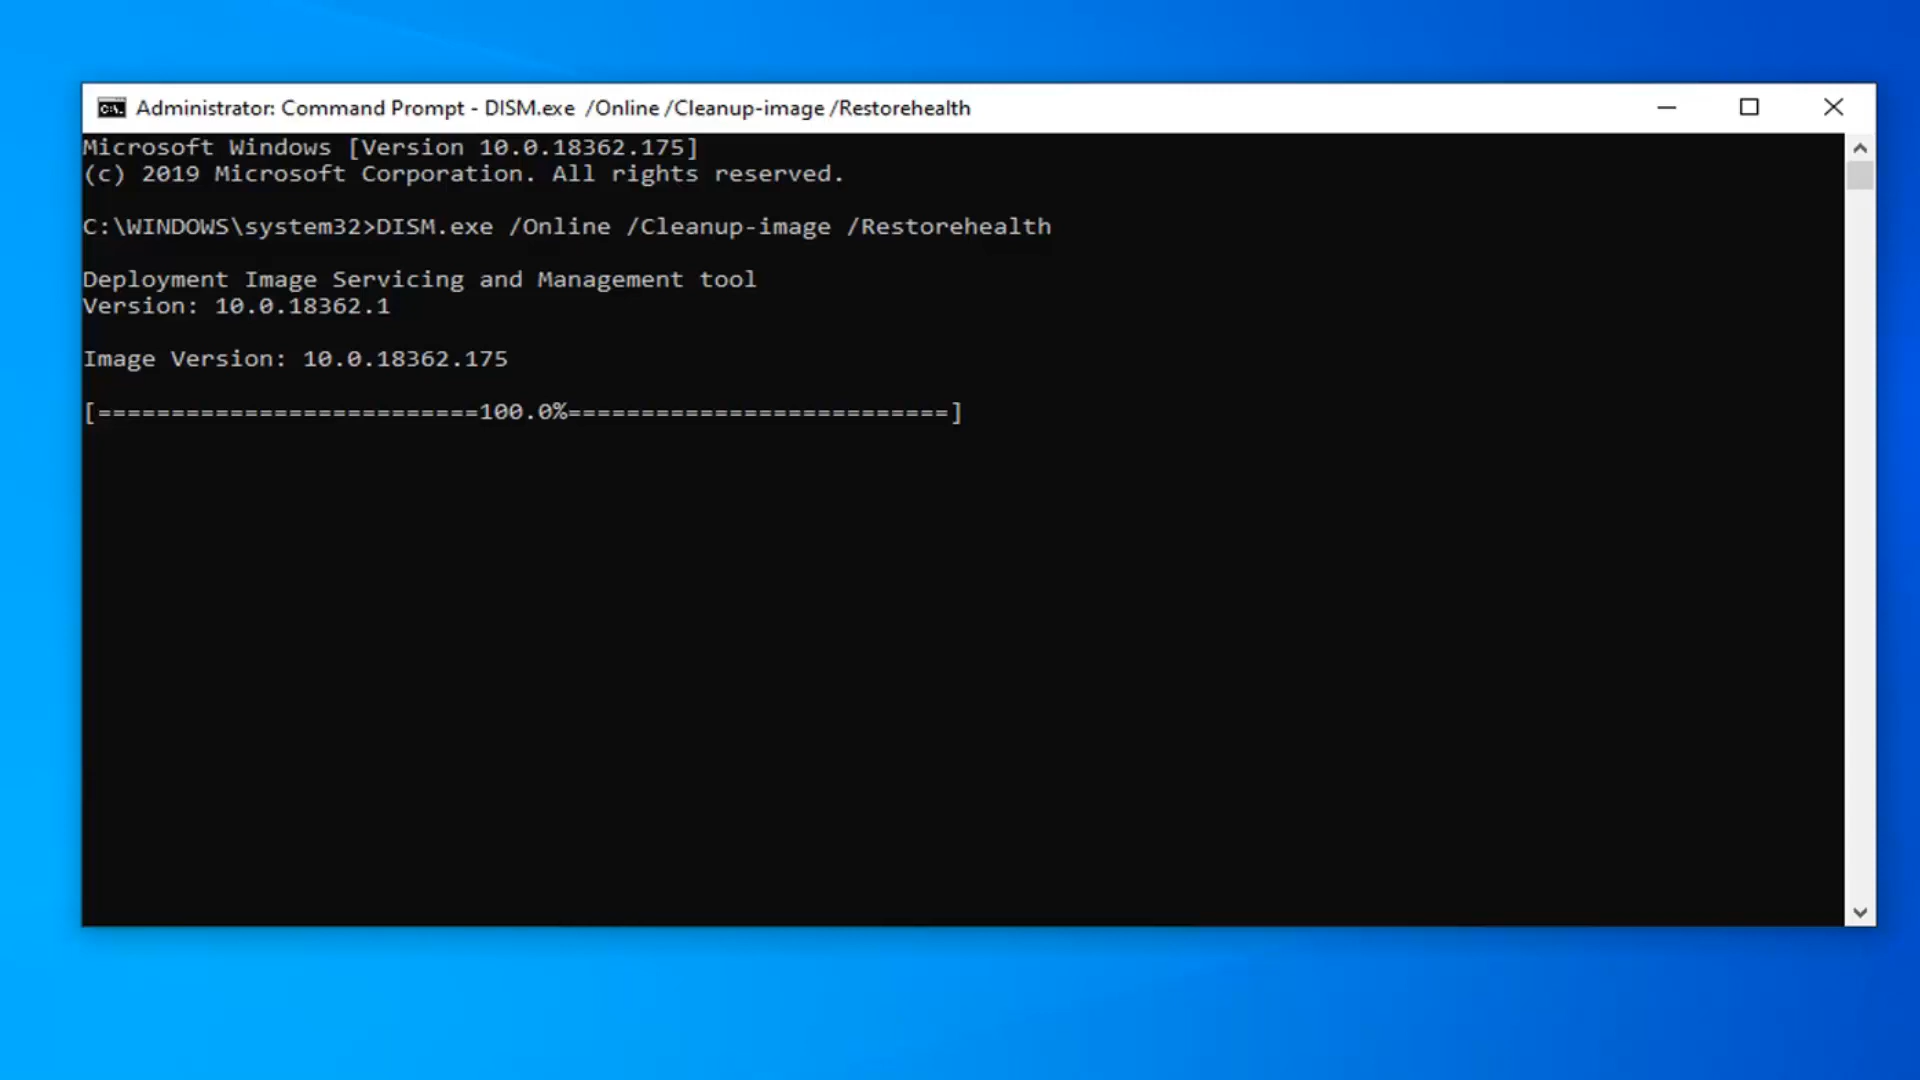 Administrator: Command Prompt - DISM.exe  /Online /Cleanup-image /Restorehealth
Microsoft Windows [Version 10.0.18362.175]
(c) 2019 Microsoft Corporation. All rights reserved.
C:\WINDOWS\system32>DISM.exe /Online /Cleanup-image /Restorehealth
Deployment Image Servicing and Management tool
Version: 10.0.18362.1
Image Version: 10.0.18362.175
[==========================100.0%==========================]